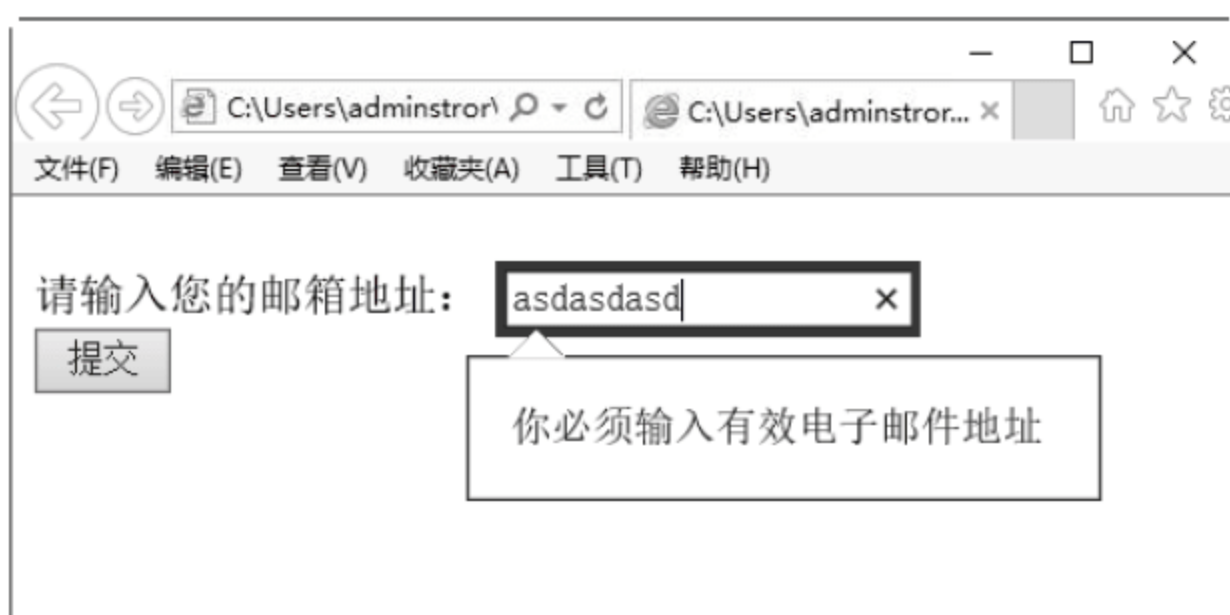 C:\Users\adminstror\ C:\Users\adminstror...
文件(F) 编辑(E) 查看(V) 收藏夹(A) 工具(T) 帮助(H)
请输入您的邮箱地址： asdasdasd
提交
你必须输入有效电子邮件地址